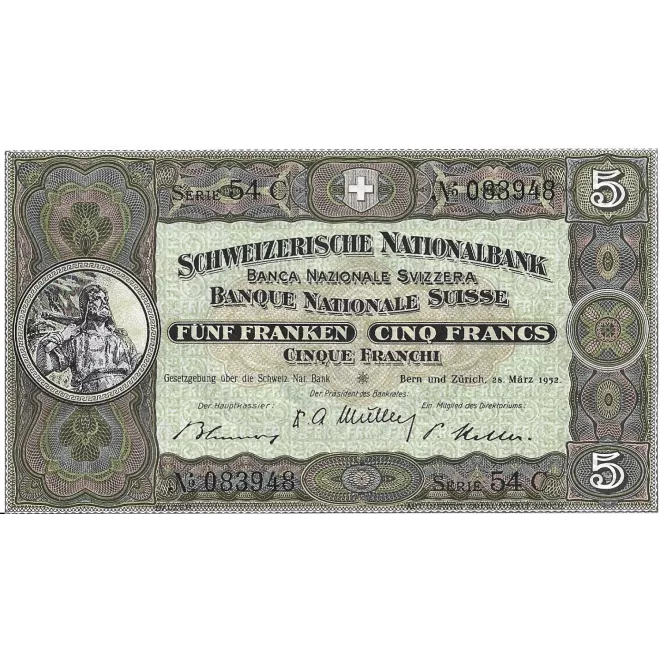 SERIE 54 C № 083948 5
SCHWEIZERISCHE NATIONALBANK
BANCA NAZIONALE SVIZZERA
BANQUE NATIONALE SUISSE
FÜNF FRANKEN CINQ FRANCS
CINQUE FRANCHI
Gesetzgebung über die Schweiz. Nat. Bank Bern und Zürich, 28. März 1952.
Der Präsident des Bankrates:
Der Hauptkassier: Ein Mitglied des Direktoriums:
№ 083948 SERIE 54 C 5
BALZER